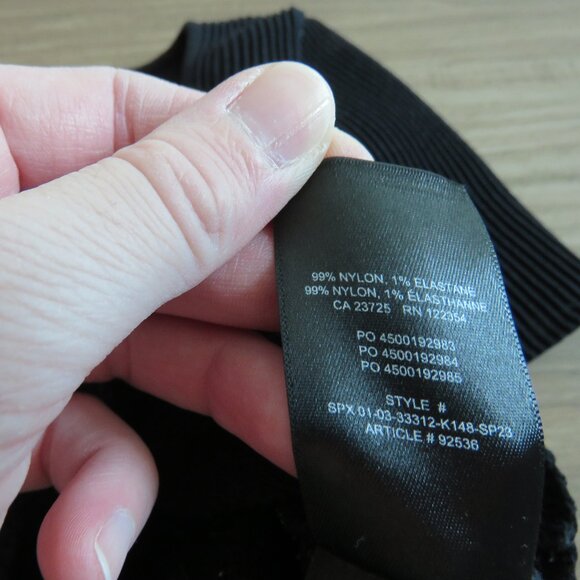 99% NYLON, 1% ELASTANE
99% NYLON, 1% ÉLASTHANNE
CA 23725 RN 122354
PO 4500192983
PO 4500192984
PO 4500192985
STYLE #
SPX 01-03-33312-K148-SP23
ARTICLE # 92536